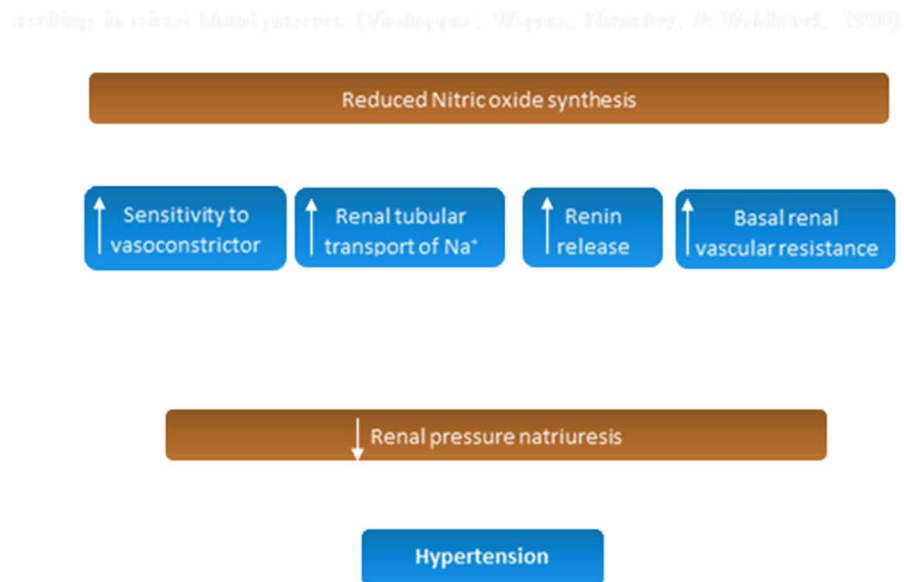 Reduced Nitric oxide synthesis
Sensitivity to
vasoconstrictor
Renal tubular
transport of Na⁺
Renin
release
Basal renal
vascular resistance
Renal pressure natriuresis
Hypertension